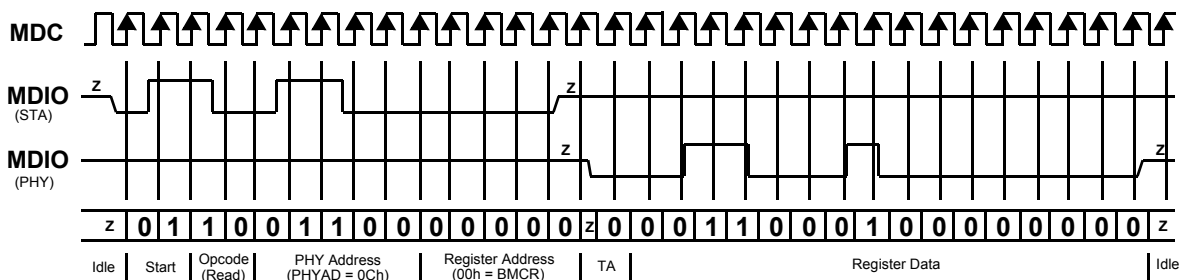 MDC
z z
MDIO
(STA)
MDIO z z
(PHY)
z 0 1 1 0 0 1 1 0 0 0 0 0 0 0 z 0 0 0 1 1 0 0 0 1 0 0 0 0 0 0 0 0 z
Idle Start Opcode (Read) PHY Address (PHYAD = 0Ch) Register Address (00h = BMCR) TA Register Data Idle